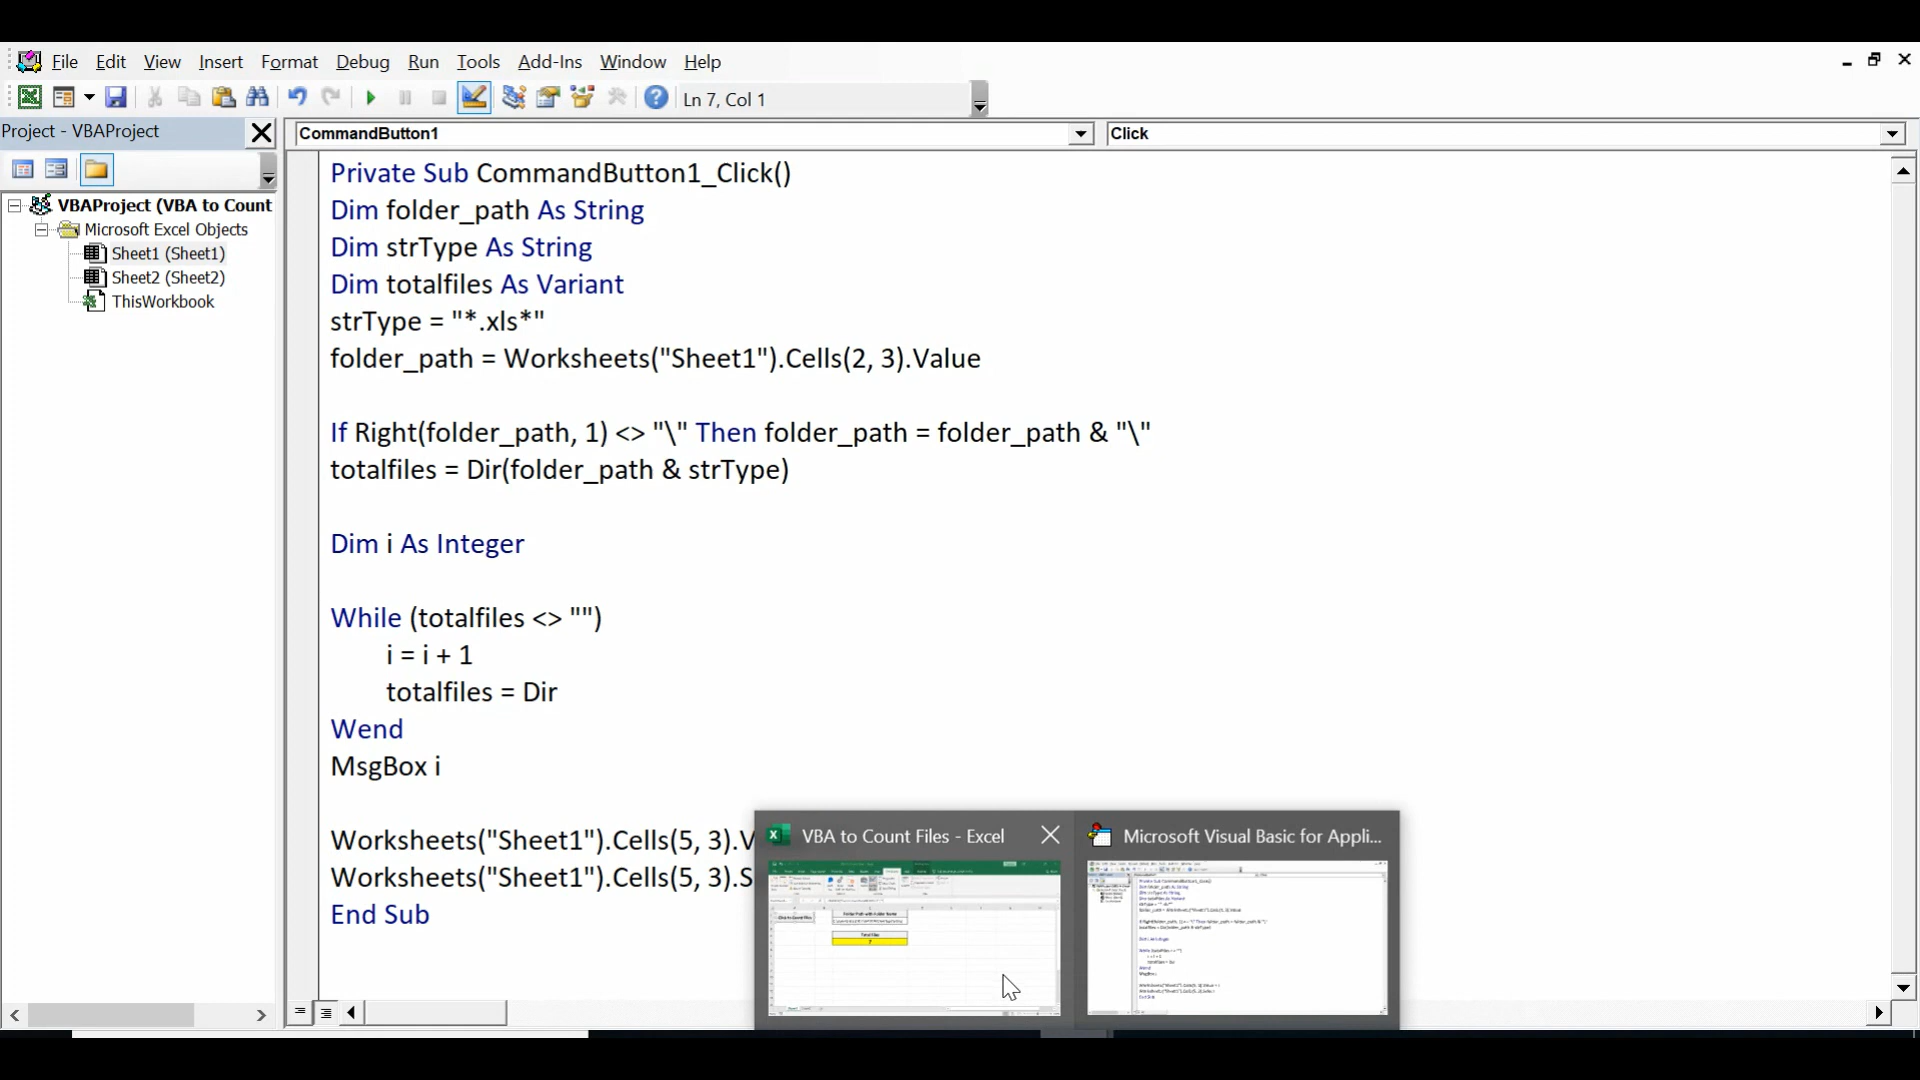 File Edit View Insert Format Debug Run Tools Add-Ins Window Help
Ln 7, Col 1
Project - VBAProject
CommandButton1
Click
VBAProject (VBA to Count
Microsoft Excel Objects
Sheet1 (Sheet1)
Sheet2 (Sheet2)
ThisWorkbook
Private Sub CommandButton1_Click()
Dim folder_path As String
Dim strType As String
Dim totalfiles As Variant
strType = "*.xls*"
folder_path = Worksheets("Sheet1").Cells(2, 3).Value
If Right(folder_path, 1) <> "\" Then folder_path = folder_path & "\"
totalfiles = Dir(folder_path & strType)
Dim i As Integer
While (totalfiles <> "")
i = i + 1
totalfiles = Dir
Wend
MsgBox i
Worksheets("Sheet1").Cells(5, 3).V
Worksheets("Sheet1").Cells(5, 3).S
End Sub
VBA to Count Files - Excel
Microsoft Visual Basic for Appli...